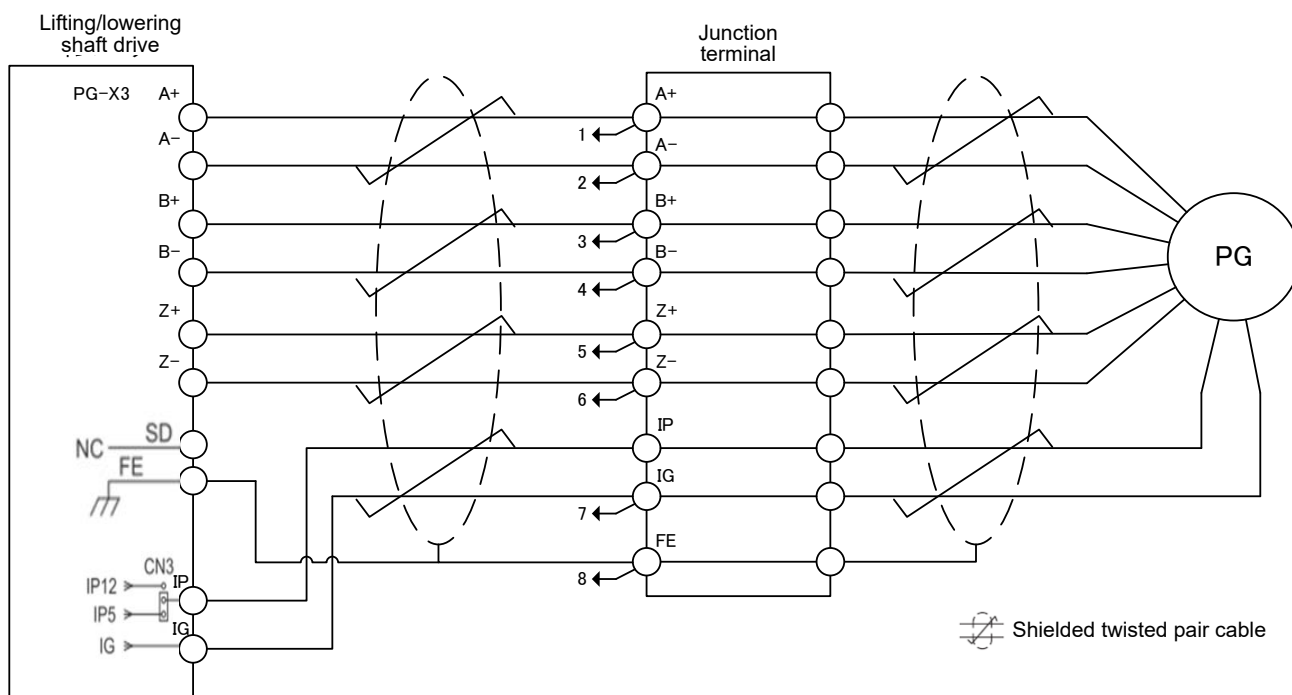 Lifting/lowering
shaft drive
Junction
terminal
PG-X3
A+
A-
B+
B-
Z+
Z-
NC
SD
FE
CN3
IP12
IP
IP5
IG
IG
A+
1
A-
2
B+
3
B-
4
Z+
5
Z-
6
IP
IG
7
FE
8
PG
Shielded twisted pair cable